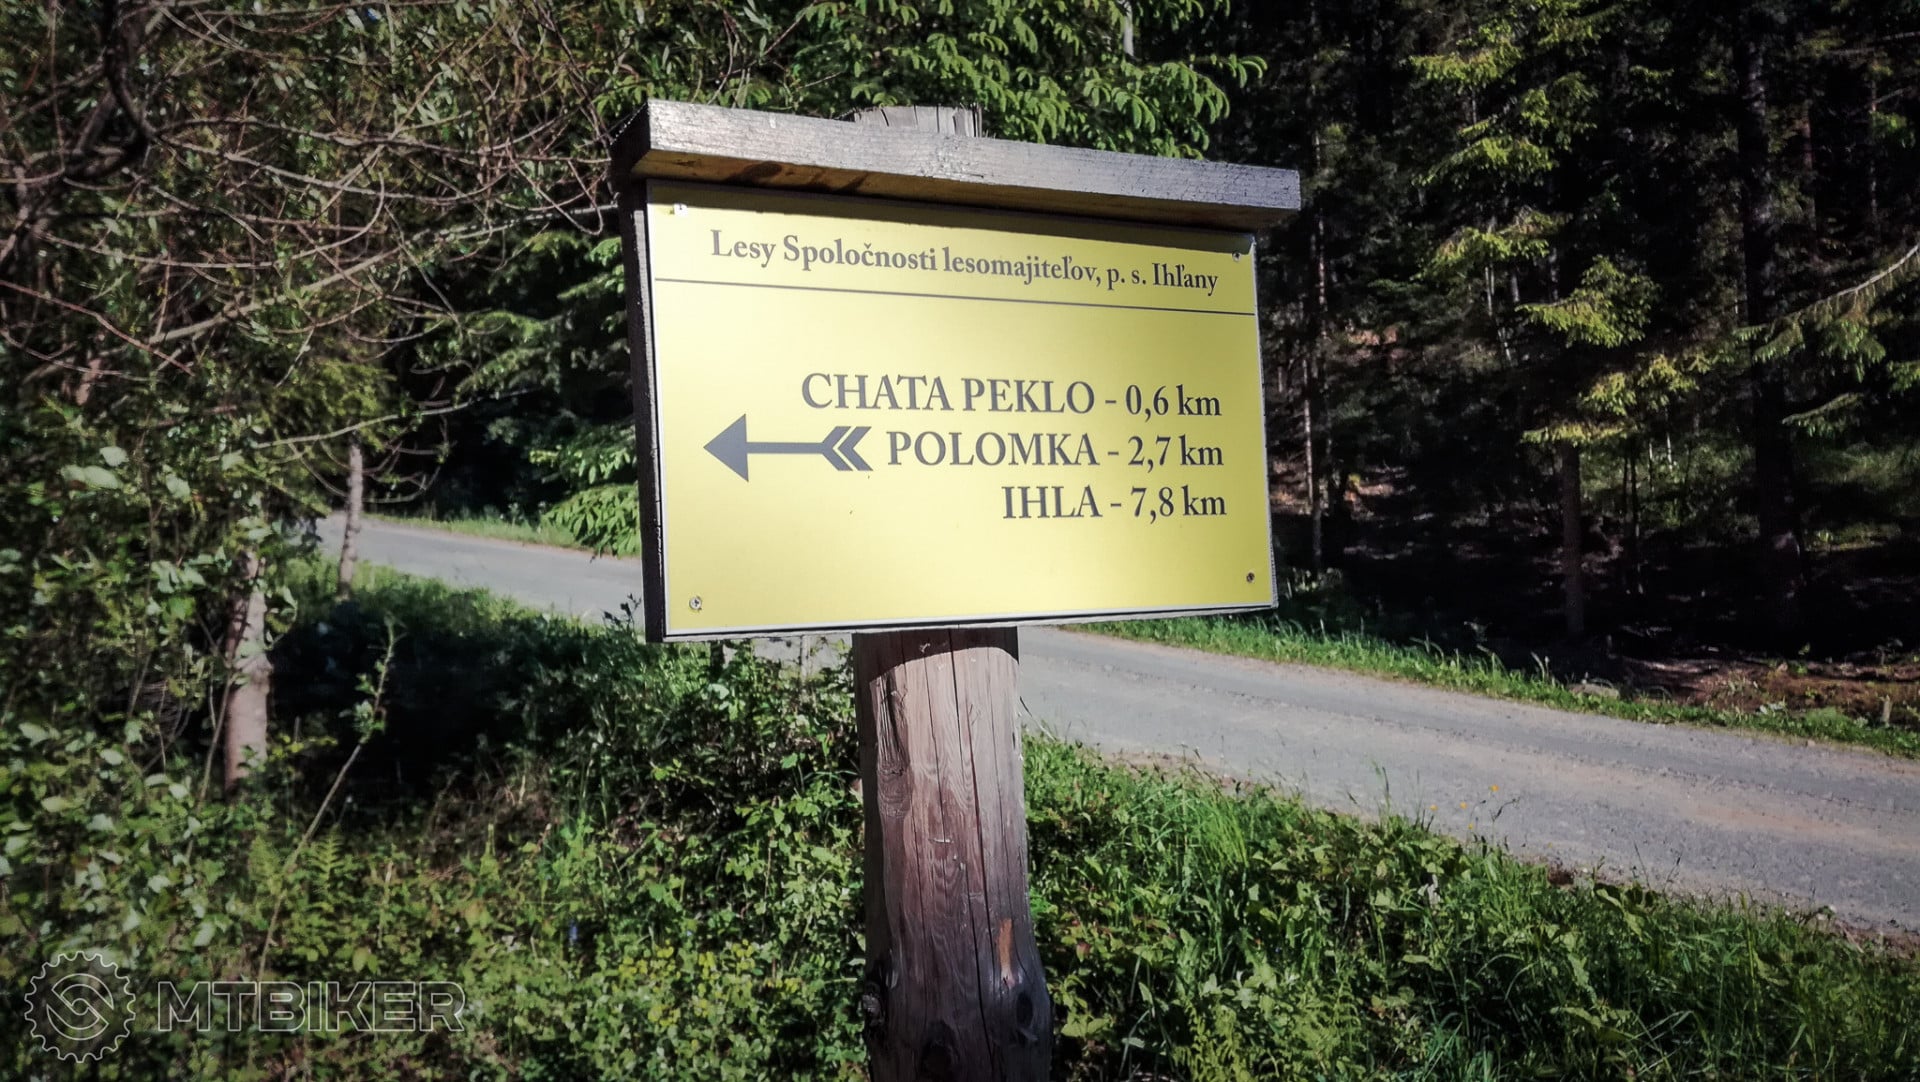 Lesy Spoločnosti lesomajiteľov, p. s. Ihľany
CHATA PEKLO - 0,6 km
POLOMKA - 2,7 km
IHLA - 7,8 km
MTBIKER